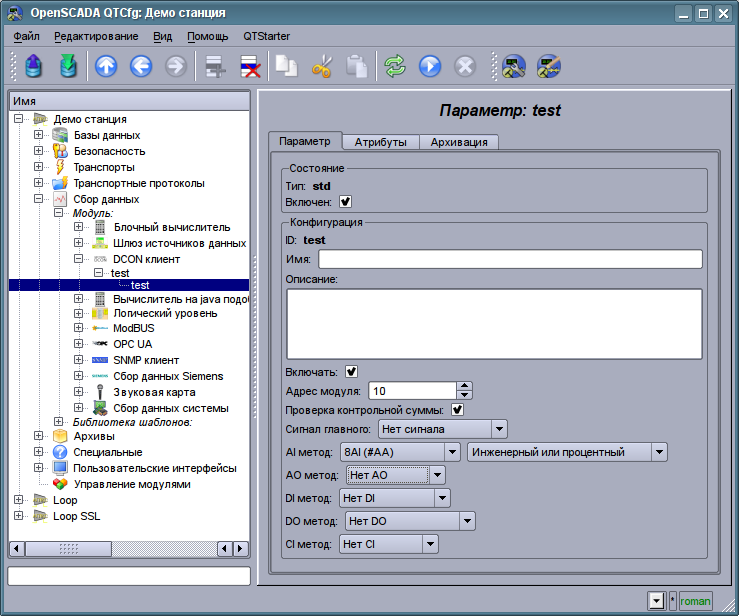 OpenSCADA QTCfg: Демо станция
Файл Редактирование Вид Помощь QTStarter
Имя
Демо станция
Базы данных
Безопасность
Транспорты
Транспортные протоколы
Сбор данных
Модуль:
Блочный вычислитель
Шлюз источников данных
DCON клиент
test
test
Вычислитель на java подоб
Логический уровень
ModBUS
OPC UA
SNMP клиент
Сбор данных Siemens
Звуковая карта
Сбор данных системы
Библиотека шаблонов:
Архивы
Специальные
Пользовательские интерфейсы
Управление модулями
Loop
Loop SSL
Параметр: test
Параметр Атрибуты Архивация
Состояние
Тип: std
Включен:
Конфигурация
ID: test
Имя:
Описание:
Включать:
Адрес модуля: 10
Проверка контрольной суммы:
Сигнал главного: Нет сигнала
AI метод: 8AI (#AA) Инженерный или процентный
AO метод: Нет AO
DI метод: Нет DI
DO метод: Нет DO
CI метод: Нет CI
* roman